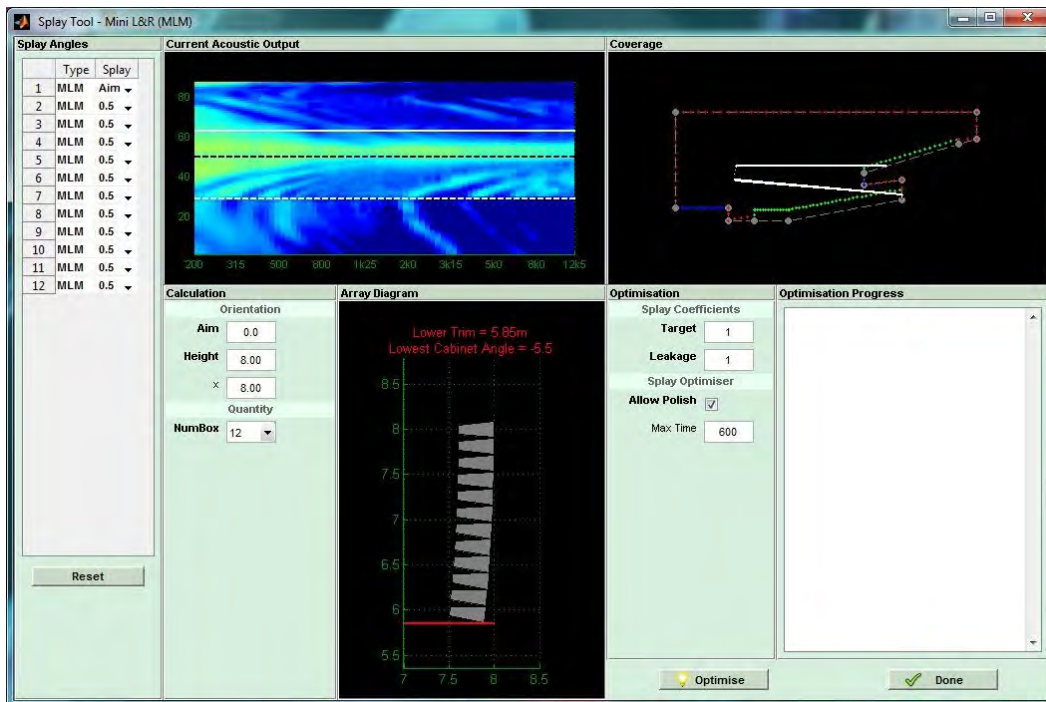 Splay Tool - Mini L&R (MLM)
Splay Angles
Type Splay
1 MLM Aim
2 MLM 0.5
3 MLM 0.5
4 MLM 0.5
5 MLM 0.5
6 MLM 0.5
7 MLM 0.5
8 MLM 0.5
9 MLM 0.5
10 MLM 0.5
11 MLM 0.5
12 MLM 0.5
Reset
Current Acoustic Output
80
60
40
20
200 315 500 800 1k25 2k0 3k15 5k0 8k0 12k5
Coverage
Calculation
Orientation
Aim 0.0
Height 8.00
x 8.00
Quantity
NumBox 12
Array Diagram
Lower Trim = 5.85m
Lowest Cabinet Angle = -5.5
8.5
8
7.5
7
6.5
6
5.5
7 7.5 8 8.5
Optimisation
Splay Coefficients
Target 1
Leakage 1
Splay Optimiser
Allow Polish
Max Time 600
Optimisation Progress
Optimise
Done